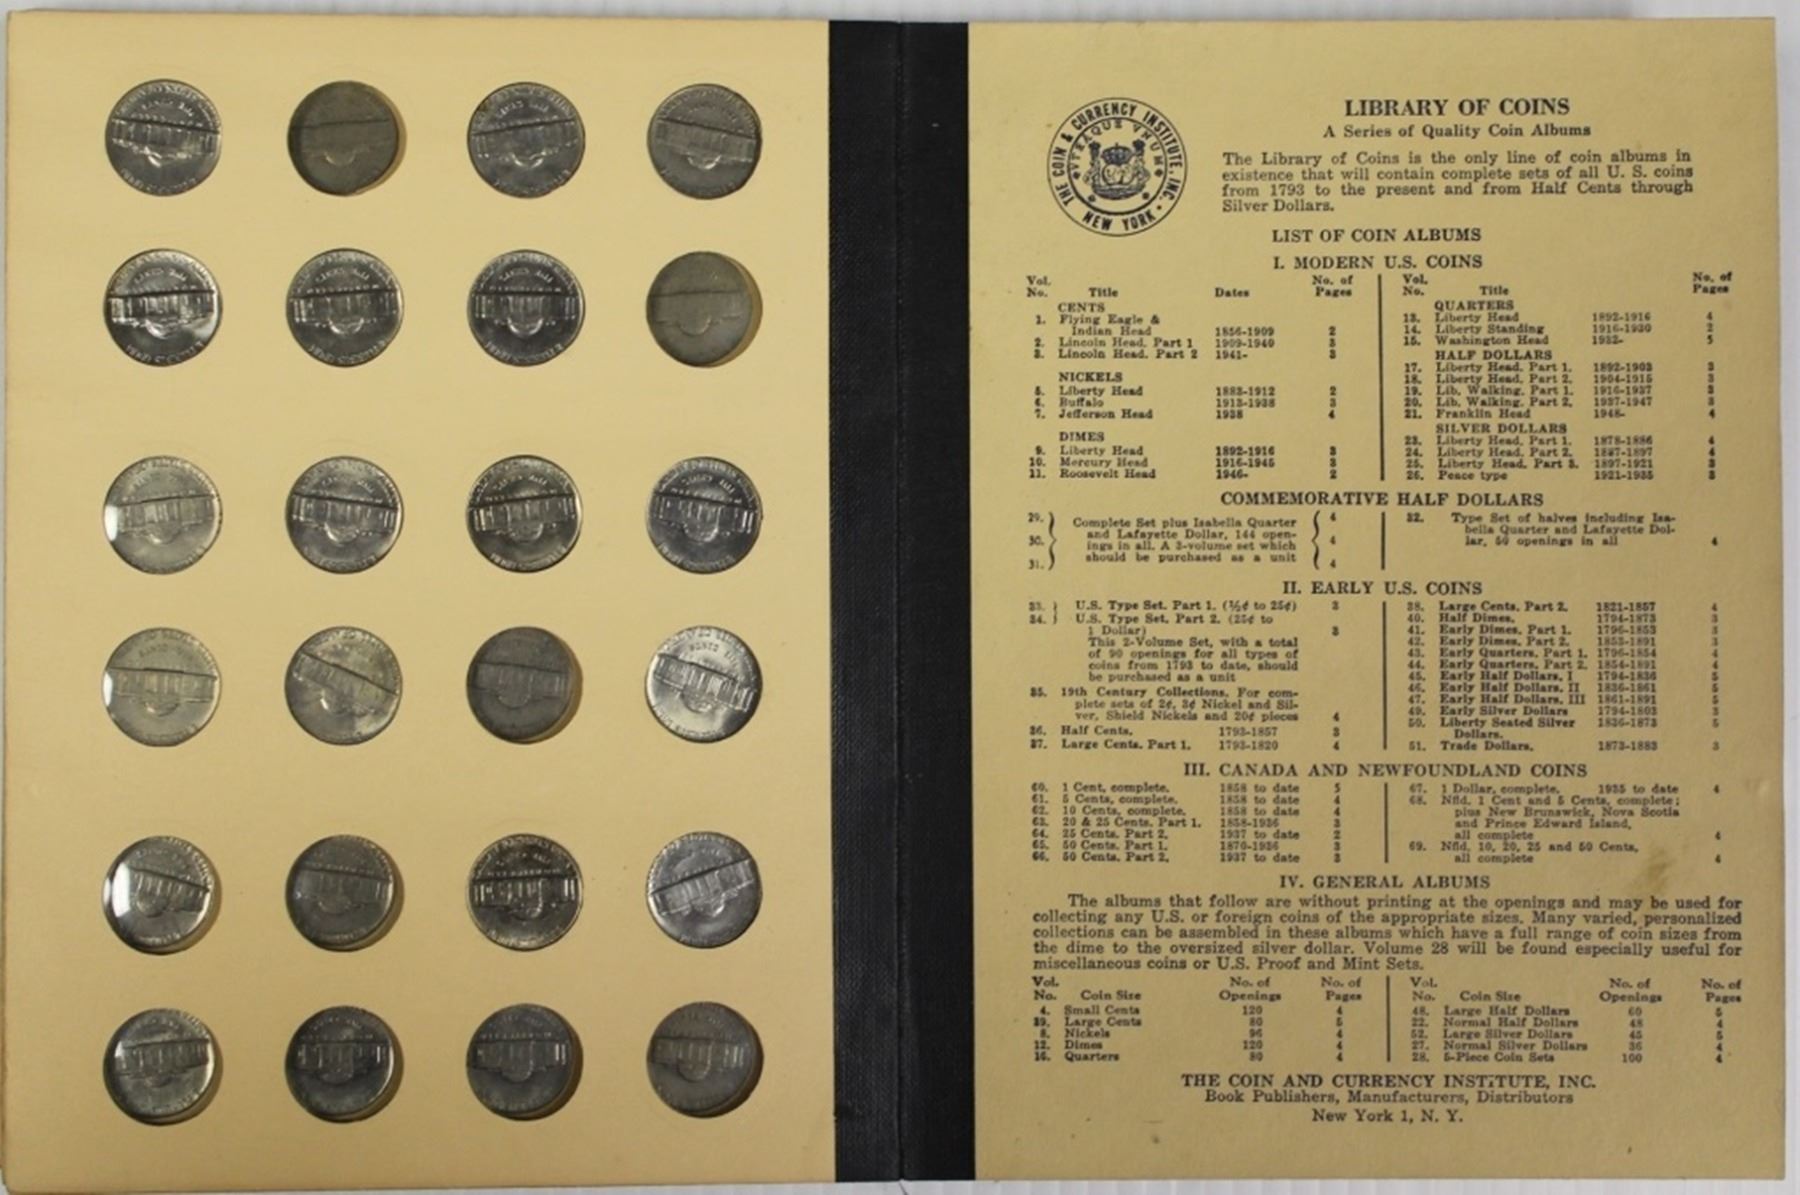 LIBRARY OF COINS
A Series of Quality Coin Albums
THE COIN & CURRENCY INSTITUTE, INC.
NEW YORK
The Library of Coins is the only line of coin albums in
existence that will contain complete sets of all U. S. coins
from 1793 to the present and from Half Cents through
Silver Dollars.
LIST OF COIN ALBUMS
I. MODERN U.S. COINS
Vol. No. Title Dates No. of Pages
CENTS
1. Flying Eagle &
Indian Head 1856-1909 2
2. Lincoln Head. Part 1 1909-1940 3
3. Lincoln Head. Part 2 1941- 3
NICKELS
5. Liberty Head 1883-1912 2
6. Buffalo 1913-1938 3
7. Jefferson Head 1938 4
DIMES
9. Liberty Head 1892-1916 3
10. Mercury Head 1916-1945 3
11. Roosevelt Head 1946- 2
Vol. No. Title No. of Pages
QUARTERS
13. Liberty Head 1892-1916 4
14. Liberty Standing 1916-1930 2
15. Washington Head 1932- 5
HALF DOLLARS
17. Liberty Head. Part 1. 1892-1903 3
18. Liberty Head. Part 2. 1904-1915 3
19. Lib. Walking. Part 1. 1916-1937 3
20. Lib. Walking. Part 2. 1937-1947 3
21. Franklin Head 1948- 4
SILVER DOLLARS
23. Liberty Head. Part 1. 1878-1886 4
24. Liberty Head. Part 2. 1887-1897 4
25. Liberty Head. Part 3. 1897-1921 3
26. Peace type 1921-1935 3
COMMEMORATIVE HALF DOLLARS
29. Complete Set plus Isabella Quarter 4
and Lafayette Dollar, 144 open-
30. ings in all. A 3-volume set which 4
should be purchased as a unit
31. 4
32. Type Set of halves including Isa-
bella Quarter and Lafayette Dol-
lar, 50 openings in all 4
II. EARLY U.S. COINS
33. U.S. Type Set. Part 1. (½¢ to 25¢) 3
34. U.S. Type Set. Part 2. (25¢ to
1 Dollar) 3
This 2-Volume Set, with a total
of 90 openings for all types of
coins from 1793 to date, should
be purchased as a unit
35. 19th Century Collections. For com-
plete sets of 2¢, 3¢ Nickel and Sil-
ver, Shield Nickels and 20¢ pieces 4
36. Half Cents. 1793-1857 3
37. Large Cents. Part 1. 1793-1820 4
38. Large Cents. Part 2. 1821-1857 4
40. Half Dimes. 1794-1873 3
41. Early Dimes. Part 1. 1796-1853 3
42. Early Dimes. Part 2. 1853-1891 3
43. Early Quarters. Part 1. 1796-1854 4
44. Early Quarters. Part 2. 1854-1891 4
45. Early Half Dollars. I 1794-1836 5
46. Early Half Dollars. II 1836-1861 5
47. Early Half Dollars. III 1861-1891 5
49. Early Silver Dollars 1794-1803 3
50. Liberty Seated Silver 1836-1873 5
Dollars.
51. Trade Dollars. 1873-1883 3
III. CANADA AND NEWFOUNDLAND COINS
60. 1 Cent, complete. 1858 to date 5
61. 5 Cents, complete. 1858 to date 4
62. 10 Cents, complete. 1858 to date 4
63. 20 & 25 Cents. Part 1. 1858-1936 3
64. 25 Cents. Part 2. 1937 to date 2
65. 50 Cents. Part 1. 1870-1936 3
66. 50 Cents. Part 2. 1937 to date 3
67. 1 Dollar, complete. 1935 to date 4
68. Nfld. 1 Cent and 5 Cents, complete;
plus New Brunswick, Nova Scotia
and Prince Edward Island,
all complete 4
69. Nfld. 10, 20, 25 and 50 Cents,
all complete 4
IV. GENERAL ALBUMS
The albums that follow are without printing at the openings and may be used for
collecting any U.S. or foreign coins of the appropriate sizes. Many varied, personalized
collections can be assembled in these albums which have a full range of coin sizes from
the dime to the oversized silver dollar. Volume 28 will be found especially useful for
miscellaneous coins or U.S. Proof and Mint Sets.
Vol. No. Coin Size No. of Openings No. of Pages
4. Small Cents 120 4
39. Large Cents 80 5
8. Nickels 96 4
12. Dimes 120 4
16. Quarters 80 4
Vol. No. Coin Size No. of Openings No. of Pages
48. Large Half Dollars 60 5
22. Normal Half Dollars 48 4
52. Large Silver Dollars 45 5
27. Normal Silver Dollars 36 4
28. 5-Piece Coin Sets 100 4
THE COIN AND CURRENCY INSTITUTE, INC.
Book Publishers, Manufacturers, Distributors
New York 1, N. Y.